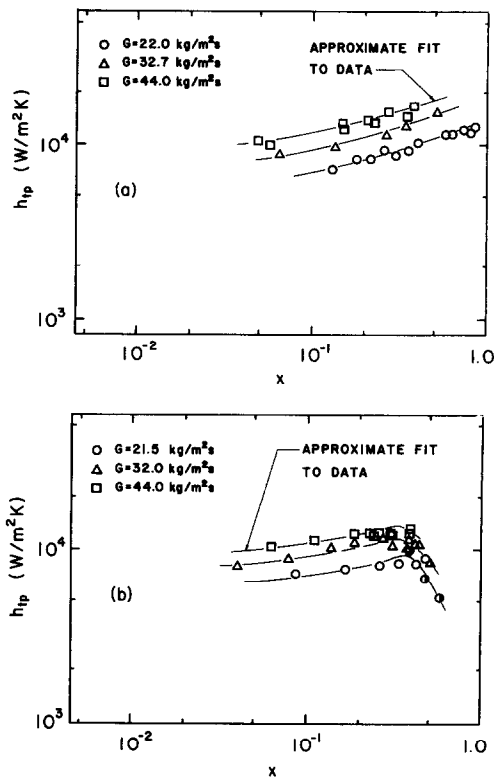 G=22.0 kg/m²s
G=32.7 kg/m²s
G=44.0 kg/m²s
APPROXIMATE FIT
TO DATA
10⁴
h_tp (W/m²K)
(a)
10³
10⁻²
10⁻¹
1.0
x
G=21.5 kg/m²s
G=32.0 kg/m²s
G=44.0 kg/m²s
APPROXIMATE FIT
TO DATA
10⁴
h_tp (W/m²K)
(b)
10³
10⁻²
10⁻¹
1.0
x